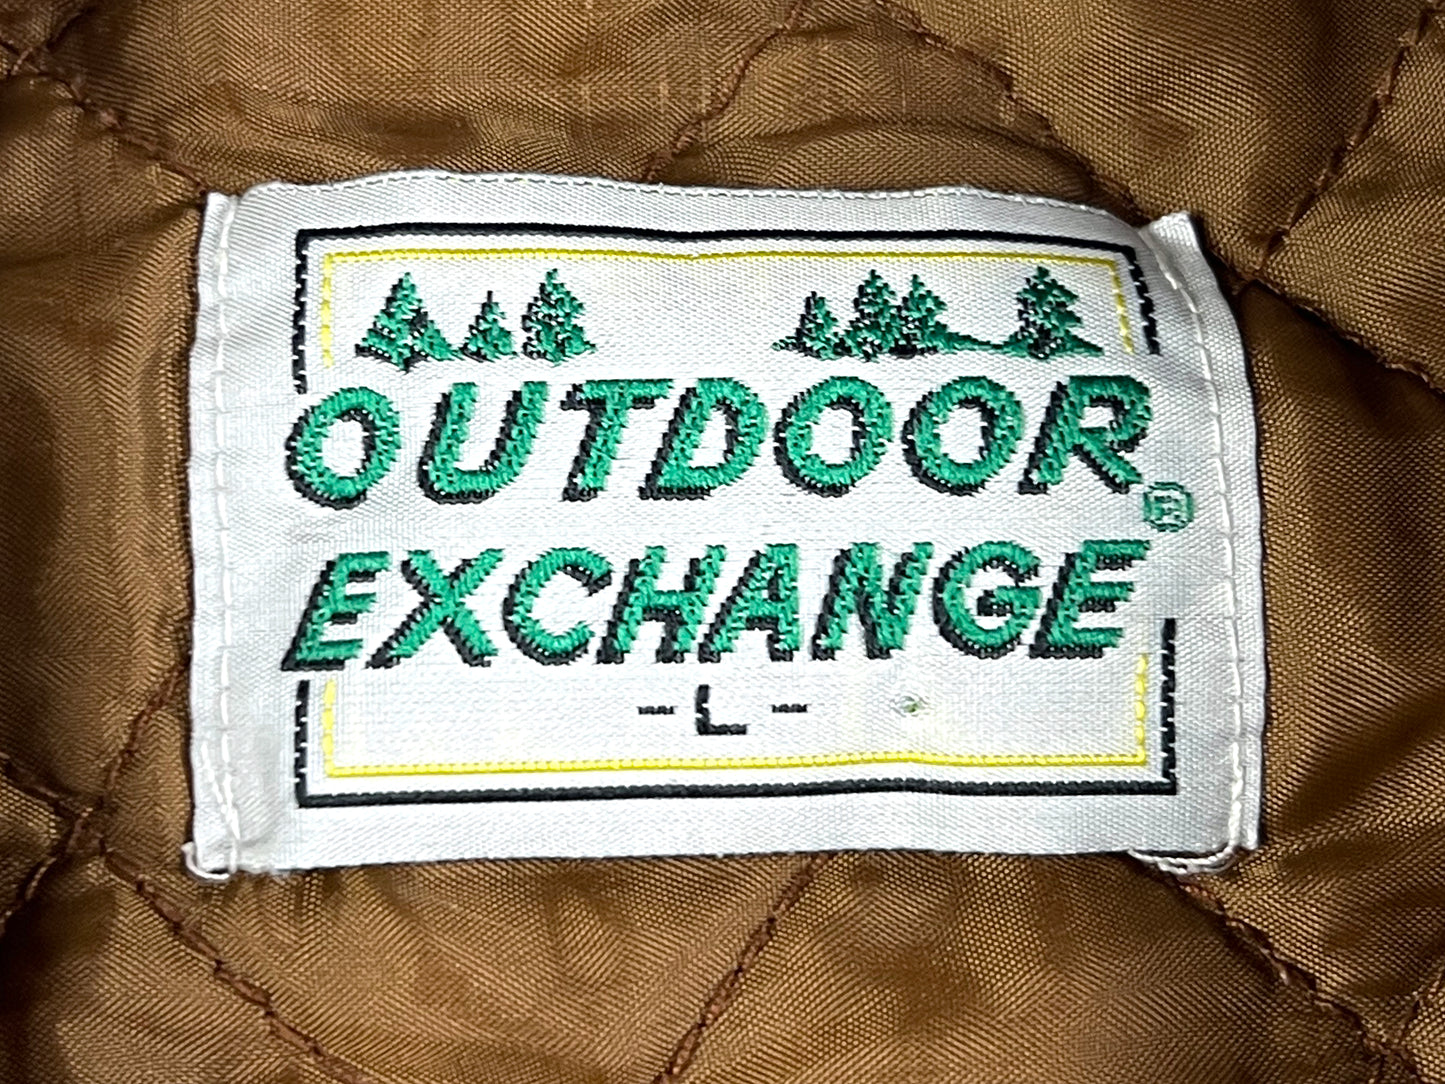 OUTDOOR®
EXCHANGE
- L -